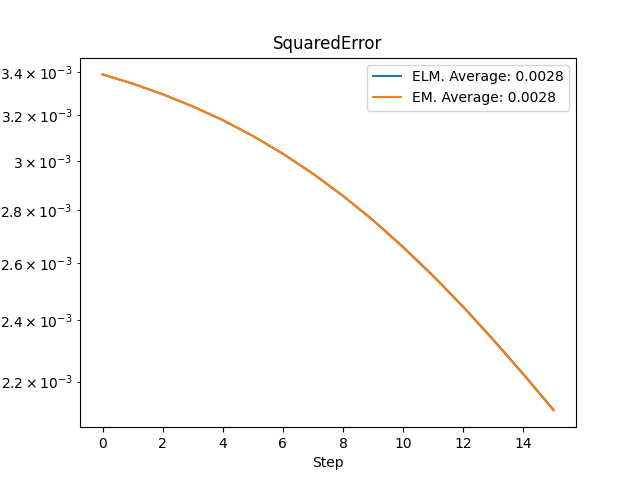 SquaredError
ELM. Average: 0.0028
EM. Average: 0.0028
3.4 × 10⁻³
3.2 × 10⁻³
3 × 10⁻³
2.8 × 10⁻³
2.6 × 10⁻³
2.4 × 10⁻³
2.2 × 10⁻³
0 2 4 6 8 10 12 14
Step